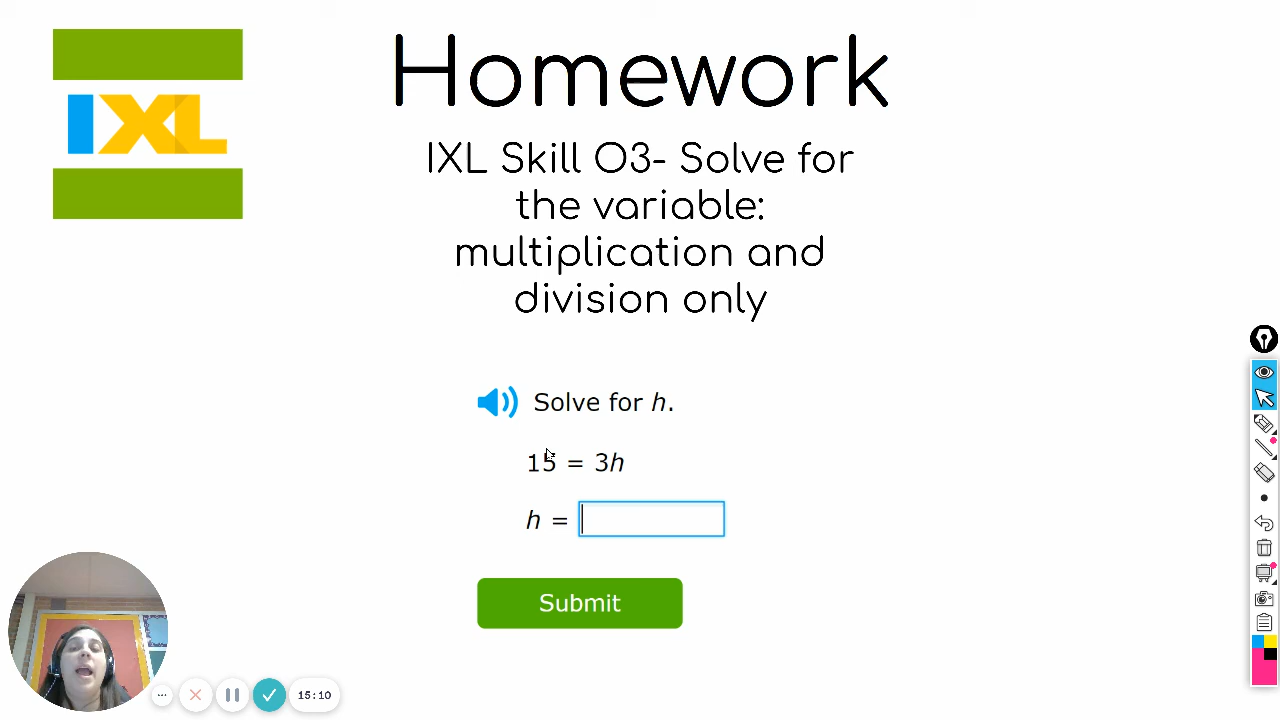 IXL
Homework
IXL Skill O3- Solve for
the variable:
multiplication and
division only
Solve for h.
15 = 3h
h =
Submit
15:10